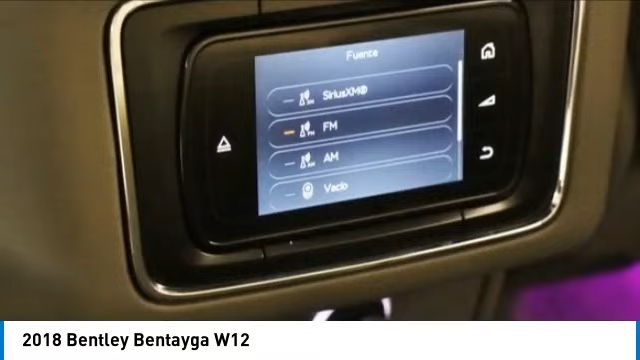 Fuente
SiriusXM®
FM
AM
Vacío
2018 Bentley Bentayga W12